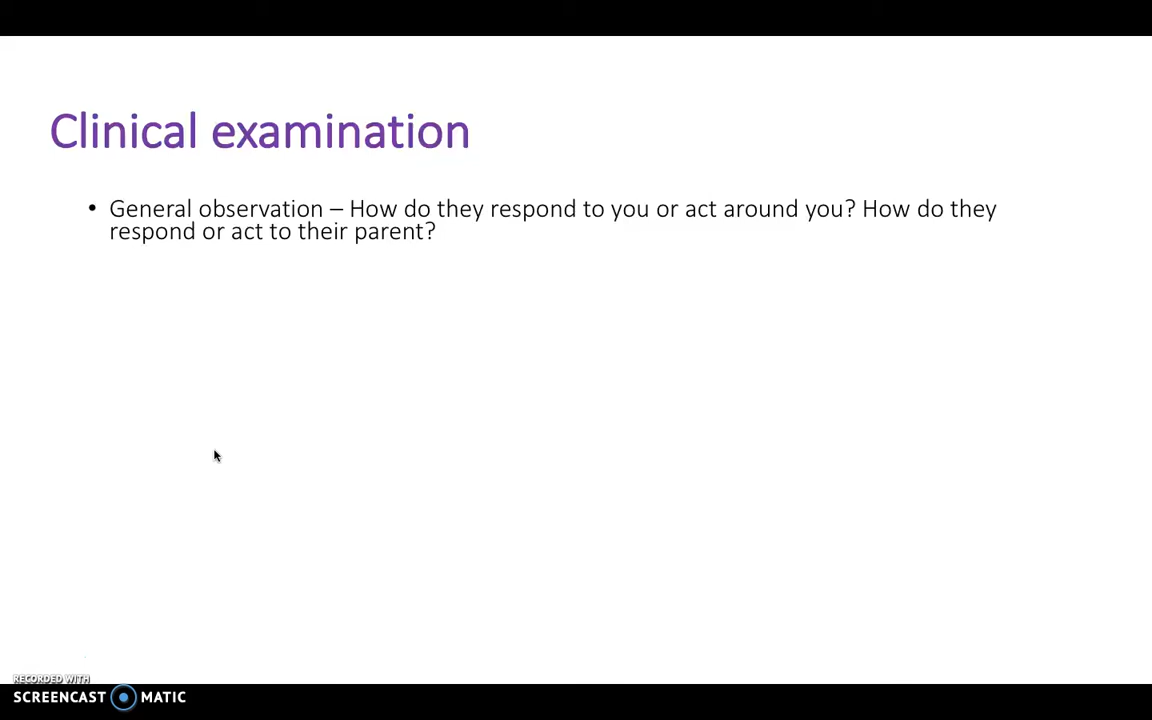 Clinical examination
• General observation – How do they respond to you or act around you? How do they
respond or act to their parent?
RECORDED WITH
SCREENCAST MATIC